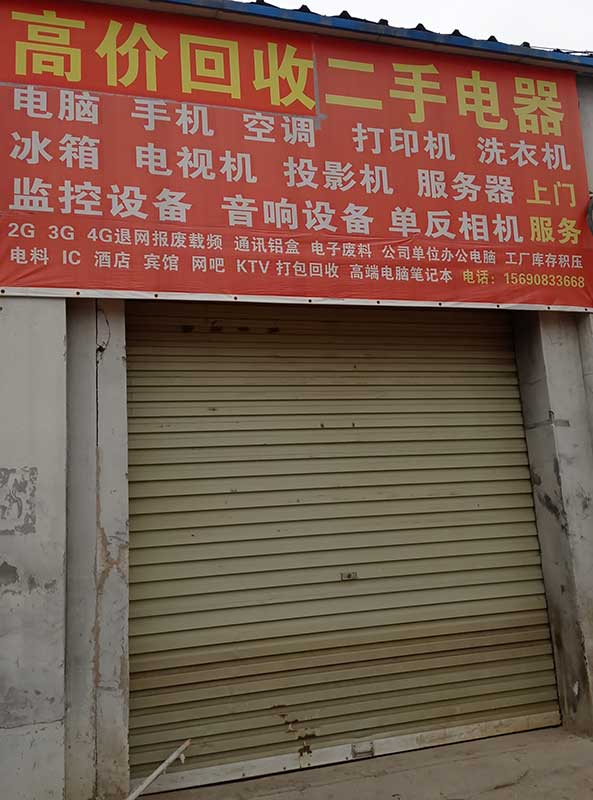 高价回收二手电器
电脑 手机 空调 打印机 洗衣机
冰箱 电视机 投影机 服务器 上门
监控设备 音响设备 单反相机 服务
2G 3G 4G退网报废载频 通讯铝盒 电子废料 公司单位办公电脑 工厂库存积压
电料 IC 酒店 宾馆 网吧 KTV 打包回收 高端电脑笔记本 电话：15690833668